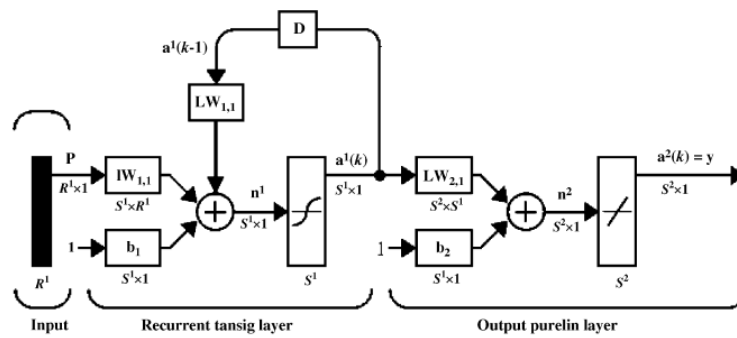 D
a¹(k-1)
LW₁,₁
P
R¹×1
IW₁,₁
S¹×R¹
1
b₁
S¹×1
R¹
n¹
S¹×1
S¹
a¹(k)
S¹×1
LW₂,₁
S²×S¹
1
b₂
S¹×1
n²
S²×1
S²
a²(k) = y
S²×1
Input
Recurrent tansig layer
Output purelin layer